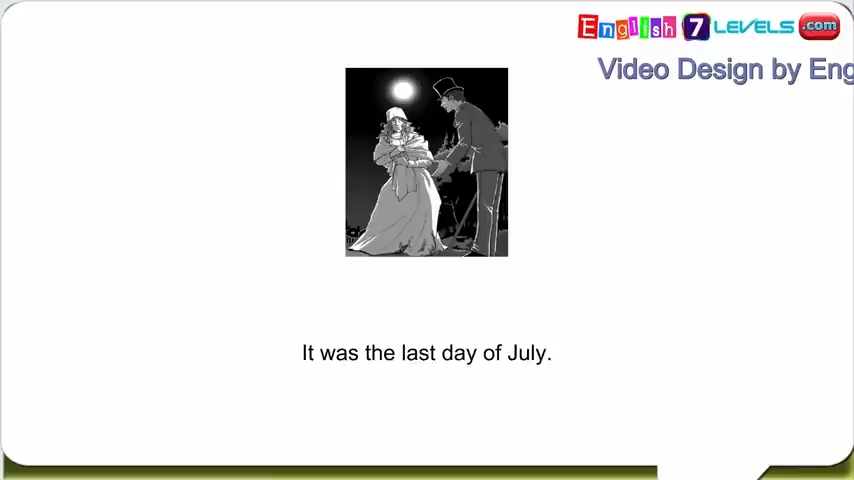 English 7 LEVELS .com
Video Design by Eng
It was the last day of July.